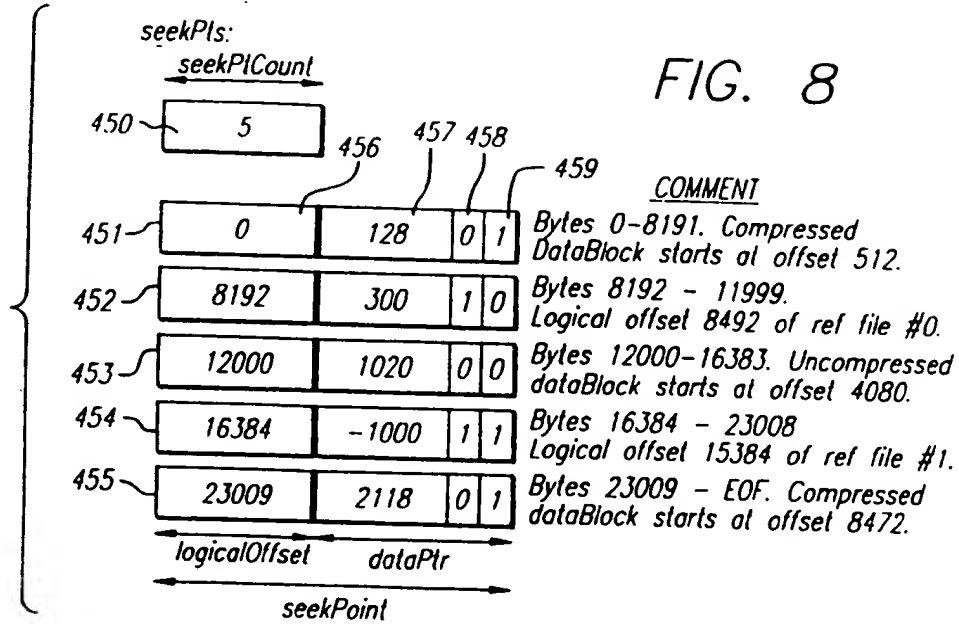 seekPts:
seekPtCount
FIG. 8
450
5
456
457
458
459
COMMENT
451
0
128
0
1
Bytes 0-8191. Compressed
DataBlock starts at offset 512.
452
8192
300
1
0
Bytes 8192 - 11999.
Logical offset 8492 of ref file #0.
453
12000
1020
0
0
Bytes 12000-16383. Uncompressed
dataBlock starts at offset 4080.
454
16384
-1000
1
1
Bytes 16384 - 23008
Logical offset 15384 of ref file #1.
455
23009
2118
0
1
Bytes 23009 - EOF. Compressed
dataBlock starts at offset 8472.
logicalOffset
dataPtr
seekPoint